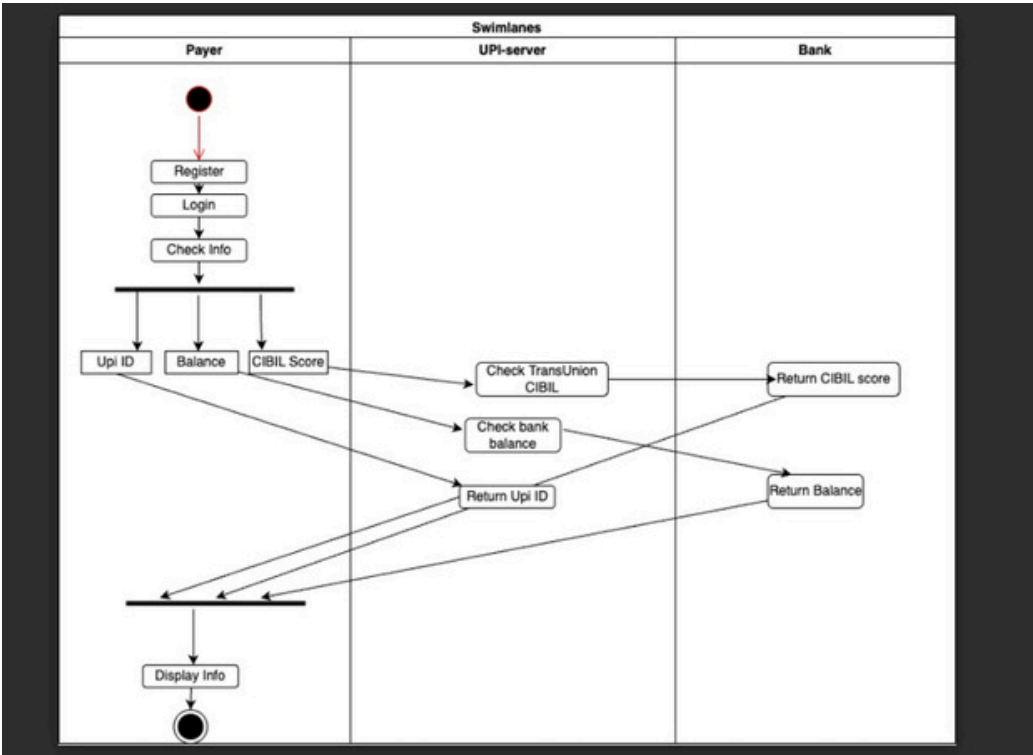 Swimlanes
Payer
UPI-server
Bank
Register
Login
Check Info
Upi ID
Balance
CIBIL Score
Check TransUnion
CIBIL
Return CIBIL score
Check bank
balance
Return Upi ID
Return Balance
Display Info